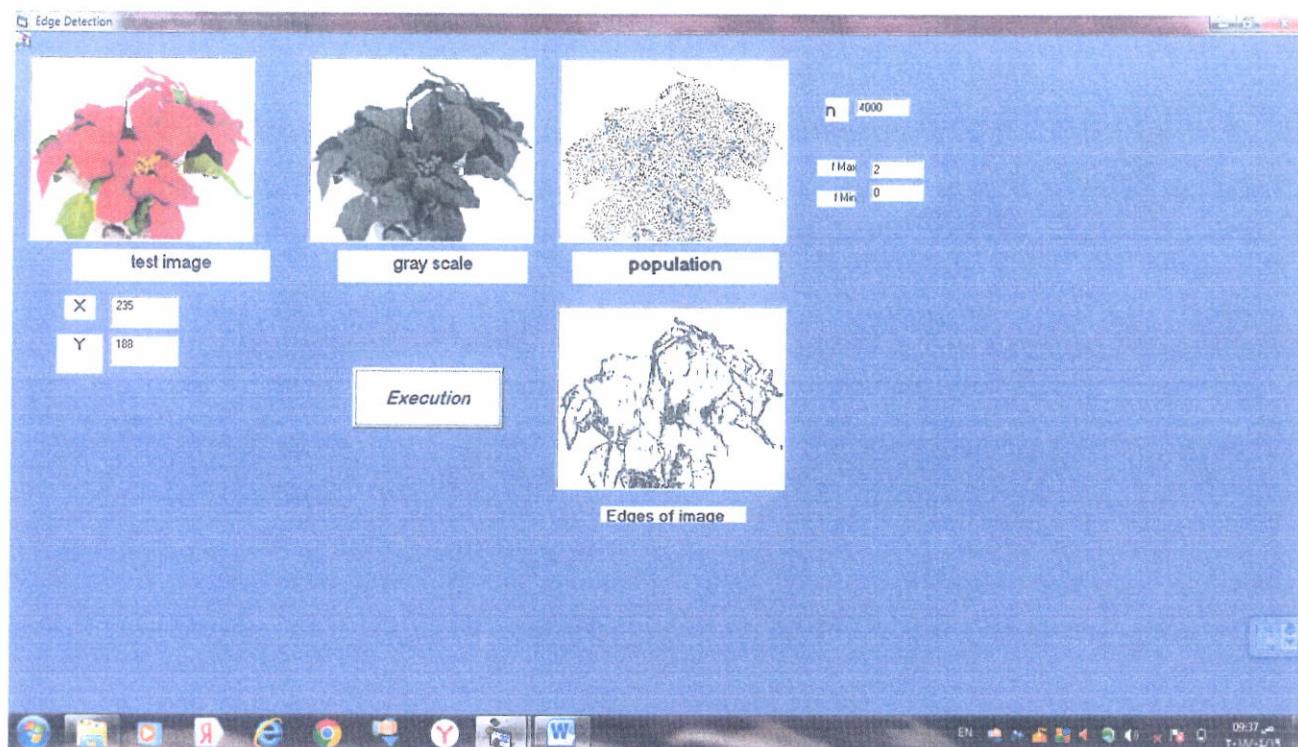 Edge Detection
n
4000
f Max
2
f Min
0
test image
gray scale
population
X
235
Y
188
Execution
Edges of image
EN
09:37 ص